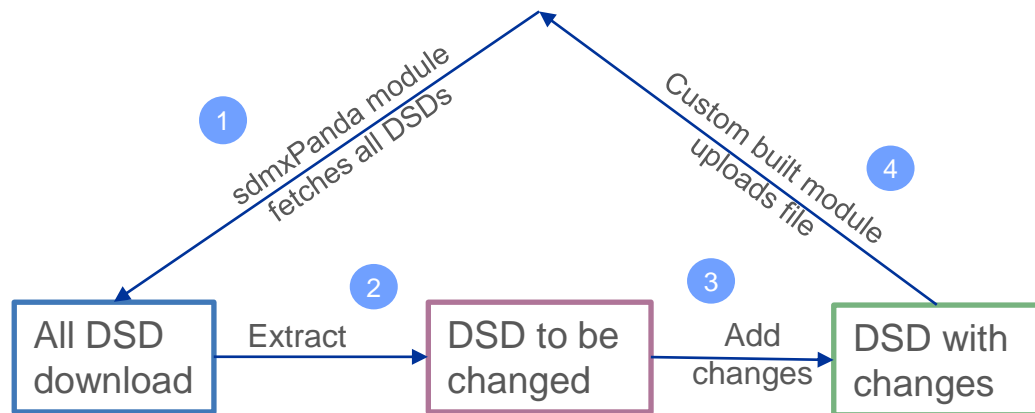 1
sdmxPanda module
fetches all DSDs
Custom built module
uploads file
4
2
3
All DSD
download
Extract
DSD to be
changed
Add
changes
DSD with
changes